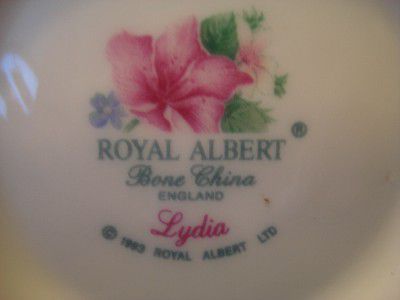 ROYAL ALBERT ®
Bone China
ENGLAND
Lydia
© 1993 ROYAL ALBERT LTD